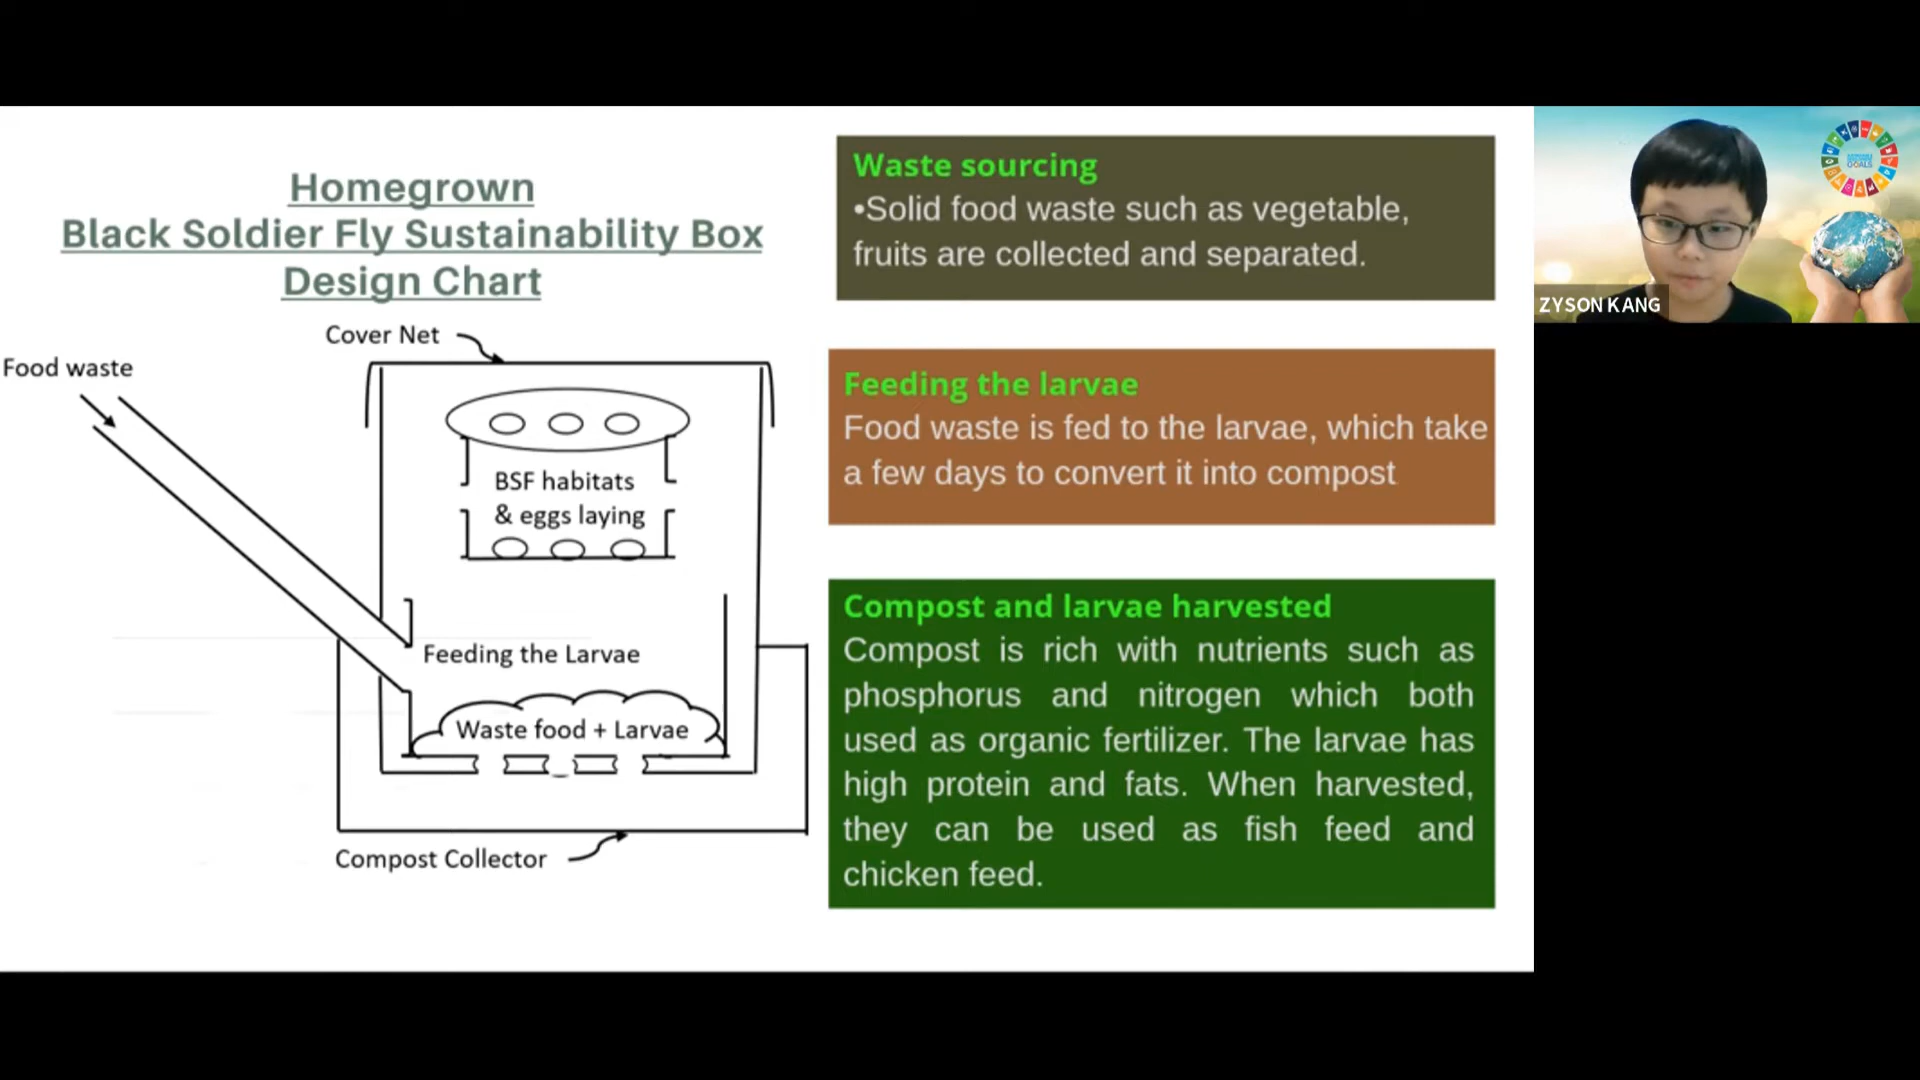 Homegrown
Black Soldier Fly Sustainability Box
Design Chart
Cover Net
Food waste
BSF habitats
& eggs laying
Feeding the Larvae
Waste food + Larvae
Compost Collector
Waste sourcing
•Solid food waste such as vegetable,
fruits are collected and separated.
Feeding the larvae
Food waste is fed to the larvae, which take
a few days to convert it into compost
Compost and larvae harvested
Compost is rich with nutrients such as
phosphorus and nitrogen which both
used as organic fertilizer. The larvae has
high protein and fats. When harvested,
they can be used as fish feed and
chicken feed.
GOALS
ZYSON KANG